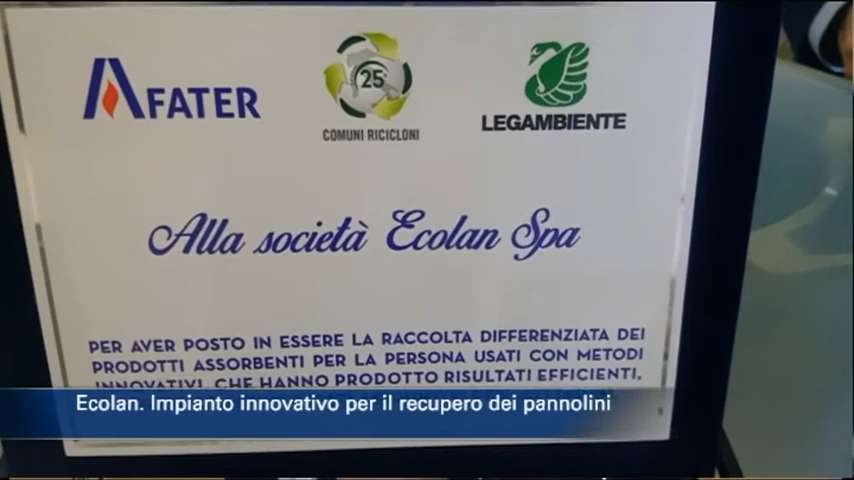 FATER
25
COMUNI RICICLONI
LEGAMBIENTE
Alla società Ecolan Spa
PER AVER POSTO IN ESSERE LA RACCOLTA DIFFERENZIATA DEI
PRODOTTI ASSORBENTI PER LA PERSONA USATI CON METODI
INNOVATIVI, CHE HANNO PRODOTTO RISULTATI EFFICIENTI.
Ecolan. Impianto innovativo per il recupero dei pannolini